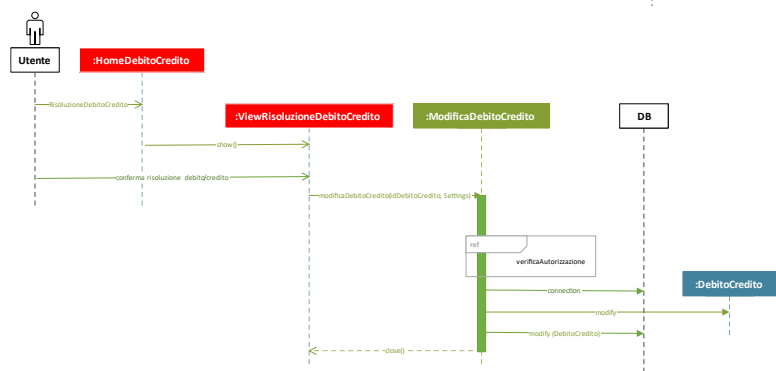 Utente
:HomeDebitoCredito
RisoluzioneDebitoCredito
:ViewRisoluzioneDebitoCredito
:ModificaDebitoCredito
DB
show()
conferma risoluzione debito/credito
modificaDebitoCredito(idDebitoCredito, Settings)
ref
verificaAutorizzazione
:DebitoCredito
connection
modify
modify (DebitoCredito)
close()